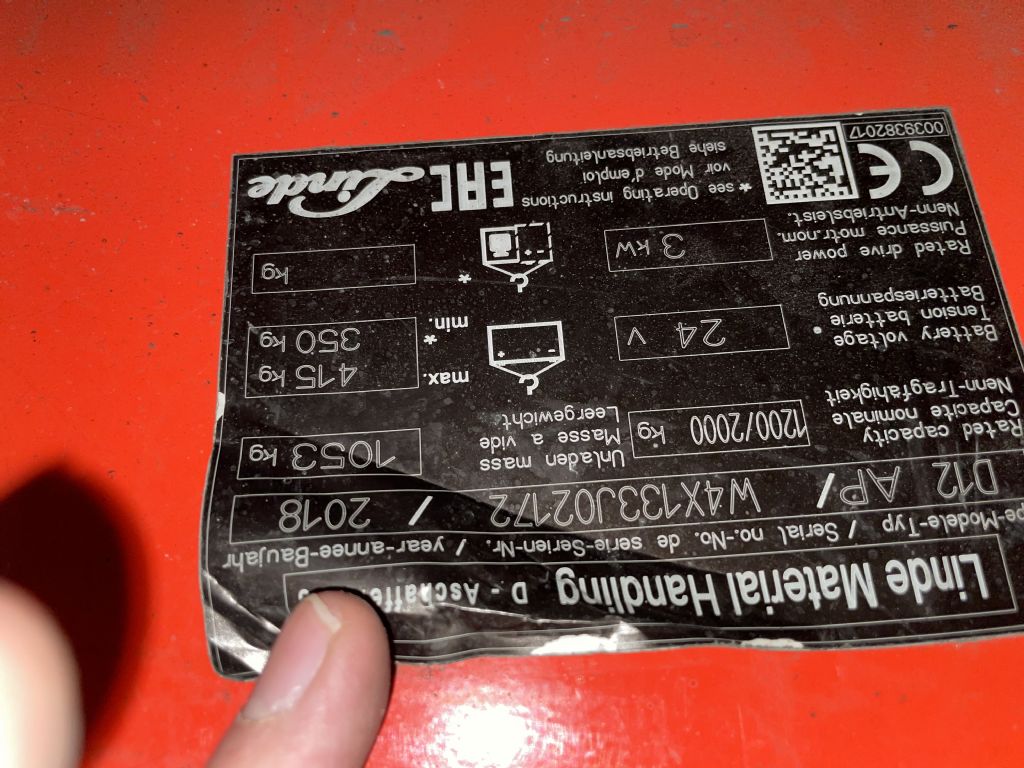 Linde Material Handling D - Aschaffe
pe-Modele-Typ / Serial no.-No. de serie-Serien-Nr. / year-annee-Baujahr
D12 AP / W4X133J02172 / 2018
Rated capacity
Capacite nominale
Nenn-Tragfähigkeit
1200/2000 kg
Unladen mass
Masse a vide
Leergewicht
1053 kg
Battery voltage
Tension batterie
Batteriespannung
24 V
max. 415 kg
*
min. 350 kg
Rated drive power
Puissance motr.nom.
Nenn-Antriebsleist.
3 kW
* kg
CE
0039382017
* see Operating instructions
voir Mode d'emploi
siehe Betriebsanleitung
EAC
Linde